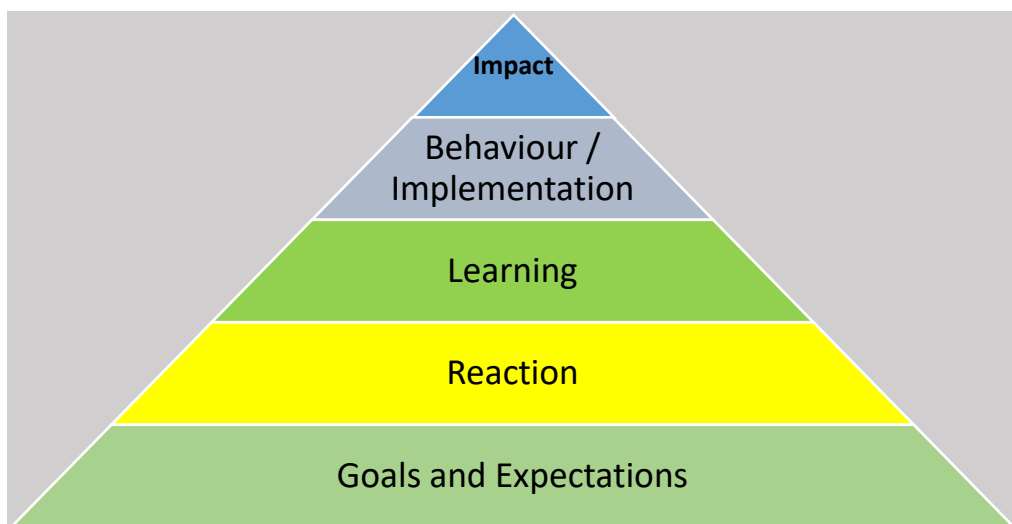 Impact
Behaviour /
Implementation
Learning
Reaction
Goals and Expectations